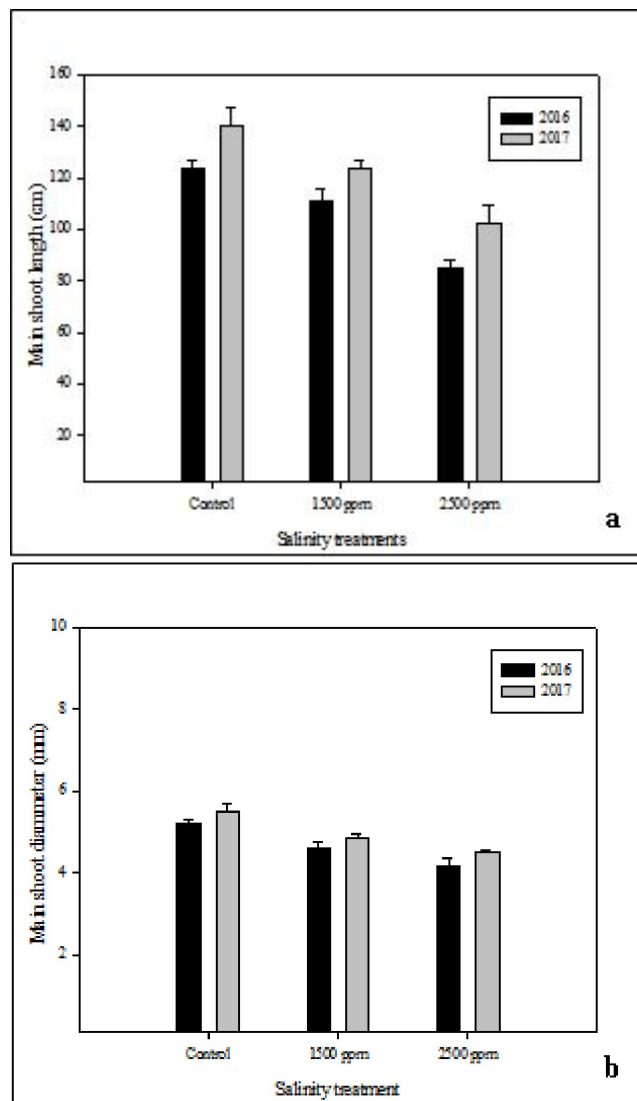 160
140
120
100
80
60
40
20
Main shoot length (cm)
2016
2017
Control 1500 ppm 2500 ppm
Salinity treatments
a
10
8
6
4
2
Main shoot diammeter (mm)
2016
2017
Control 1500 ppm 2500 ppm
Salinity treatment
b